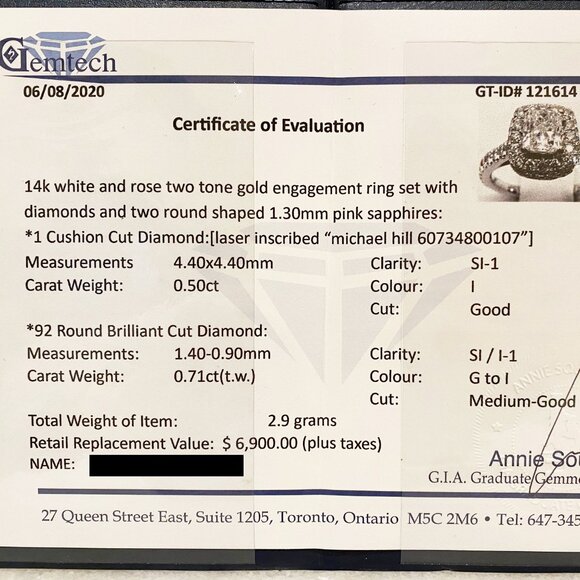 Gemtech
06/08/2020 GT-ID# 121614
Certificate of Evaluation
14k white and rose two tone gold engagement ring set with
diamonds and two round shaped 1.30mm pink sapphires:
*1 Cushion Cut Diamond:[laser inscribed "michael hill 60734800107"]
Measurements 4.40x4.40mm Clarity: SI-1
Carat Weight: 0.50ct Colour: I
Cut: Good
*92 Round Brilliant Cut Diamond:
Measurements: 1.40-0.90mm Clarity: SI / I-1
Carat Weight: 0.71ct(t.w.) Colour: G to I
Cut: Medium-Good
Total Weight of Item: 2.9 grams
Retail Replacement Value: $ 6,900.00 (plus taxes)
NAME:
Annie
G.I.A. Graduate
27 Queen Street East, Suite 1205, Toronto, Ontario M5C 2M6 • Tel: 647-345